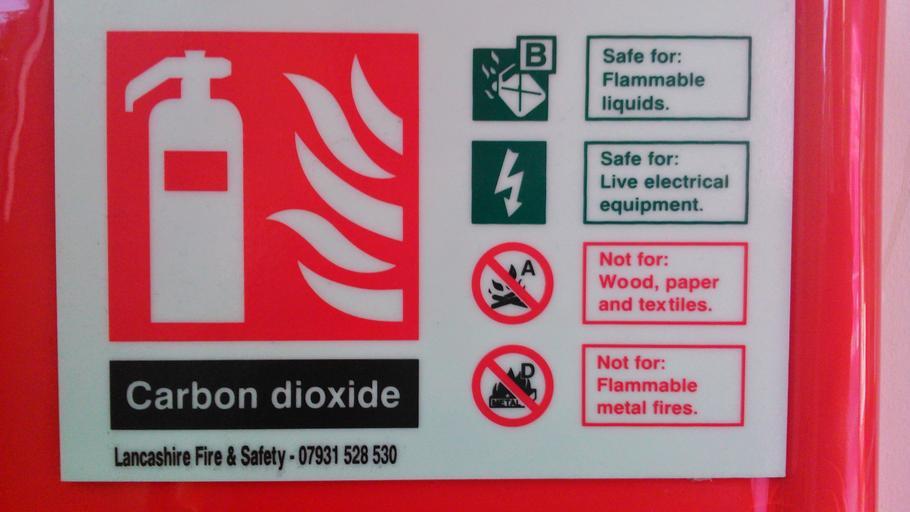 B
Safe for:
Flammable
liquids.
Safe for:
Live electrical
equipment.
A
Not for:
Wood, paper
and textiles.
D
METAL
Not for:
Flammable
metal fires.
Carbon dioxide
Lancashire Fire & Safety - 07931 528 530